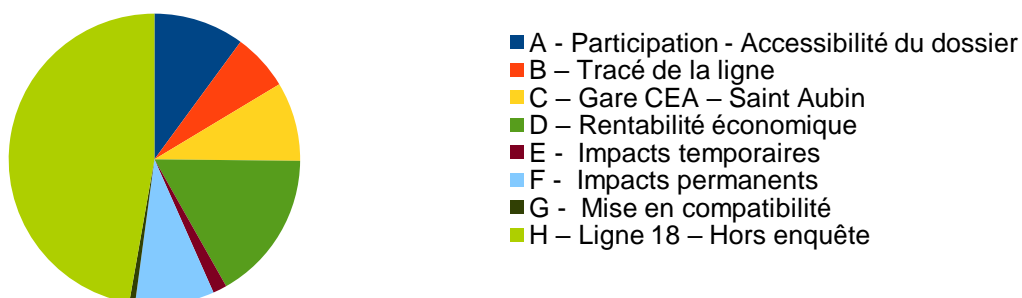 A - Participation - Accessibilité du dossier
B – Tracé de la ligne
C – Gare CEA – Saint Aubin
D – Rentabilité économique
E - Impacts temporaires
F - Impacts permanents
G - Mise en compatibilité
H – Ligne 18 – Hors enquête